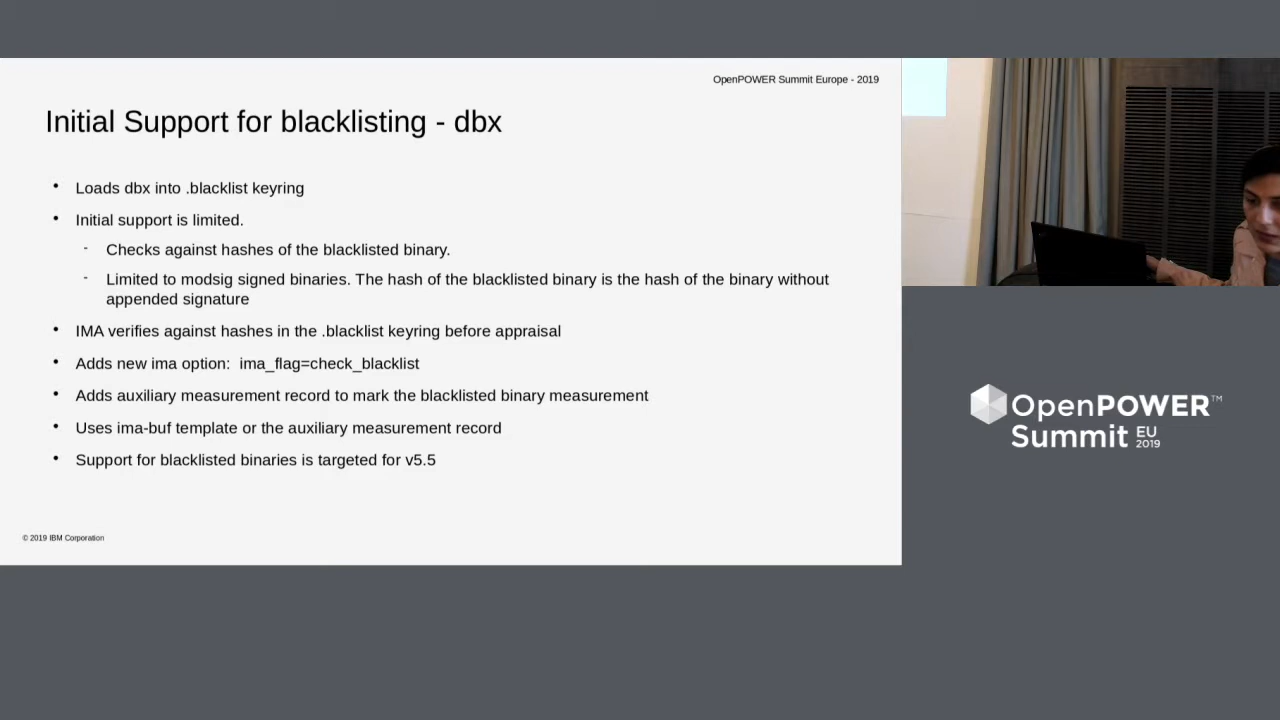 OpenPOWER Summit Europe - 2019
Initial Support for blacklisting - dbx
• Loads dbx into .blacklist keyring
• Initial support is limited.
- Checks against hashes of the blacklisted binary.
- Limited to modsig signed binaries. The hash of the blacklisted binary is the hash of the binary without
appended signature
• IMA verifies against hashes in the .blacklist keyring before appraisal
• Adds new ima option:  ima_flag=check_blacklist
• Adds auxiliary measurement record to mark the blacklisted binary measurement
• Uses ima-buf template or the auxiliary measurement record
• Support for blacklisted binaries is targeted for v5.5
© 2019 IBM Corporation
OpenPOWER™
Summit EU
2019